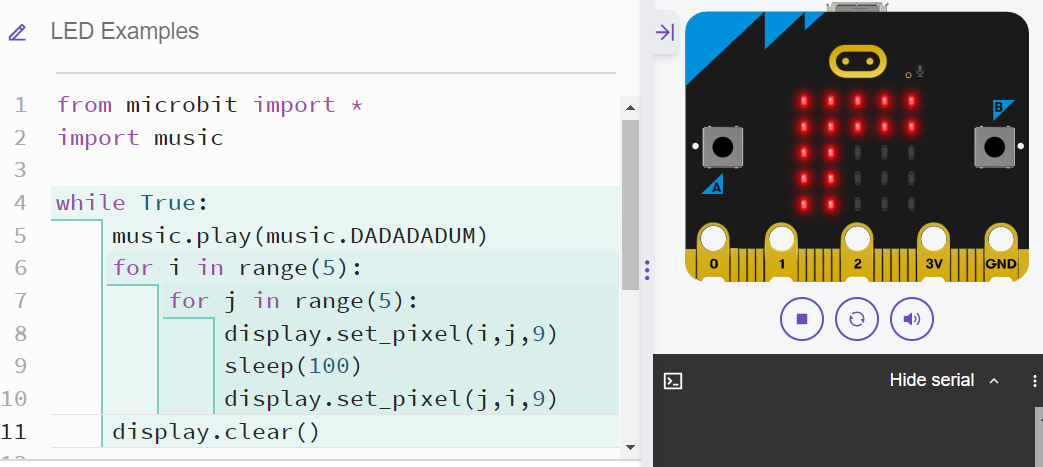 LED Examples
1 from microbit import *
2 import music
3
4 while True:
5 music.play(music.DADADADUM)
6 for i in range(5):
7 for j in range(5):
8 display.set_pixel(i,j,9)
9 sleep(100)
10 display.set_pixel(j,i,9)
11 display.clear()
B
A
0 1 2 3V GND
Hide serial